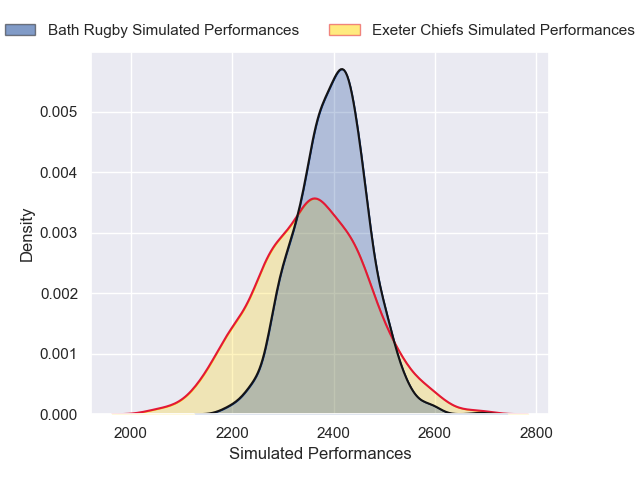 Bath Rugby Simulated Performances Exeter Chiefs Simulated Performances
0.005
0.004
0.003
0.002
0.001
0.000
Density
2000 2200 2400 2600 2800
Simulated Performances